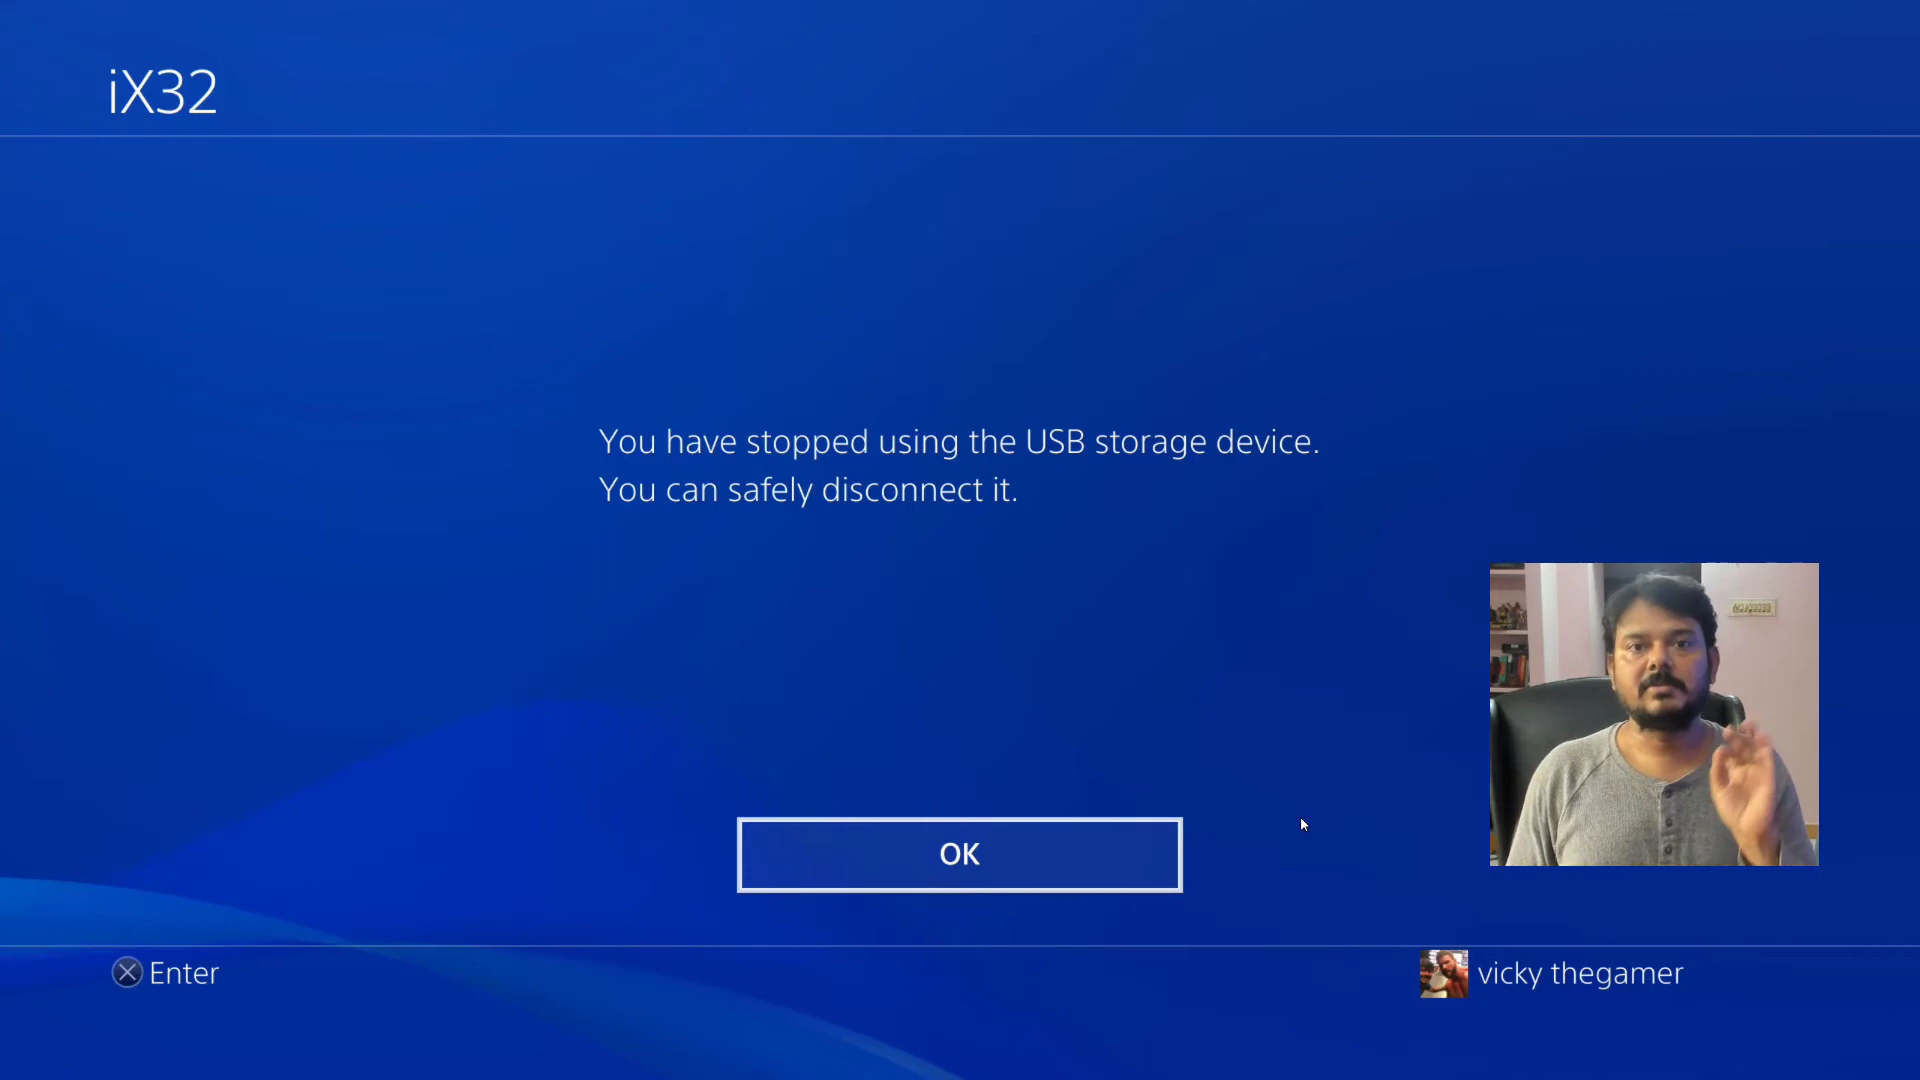 iX32
You have stopped using the USB storage device.
You can safely disconnect it.
OK
Enter
vicky thegamer